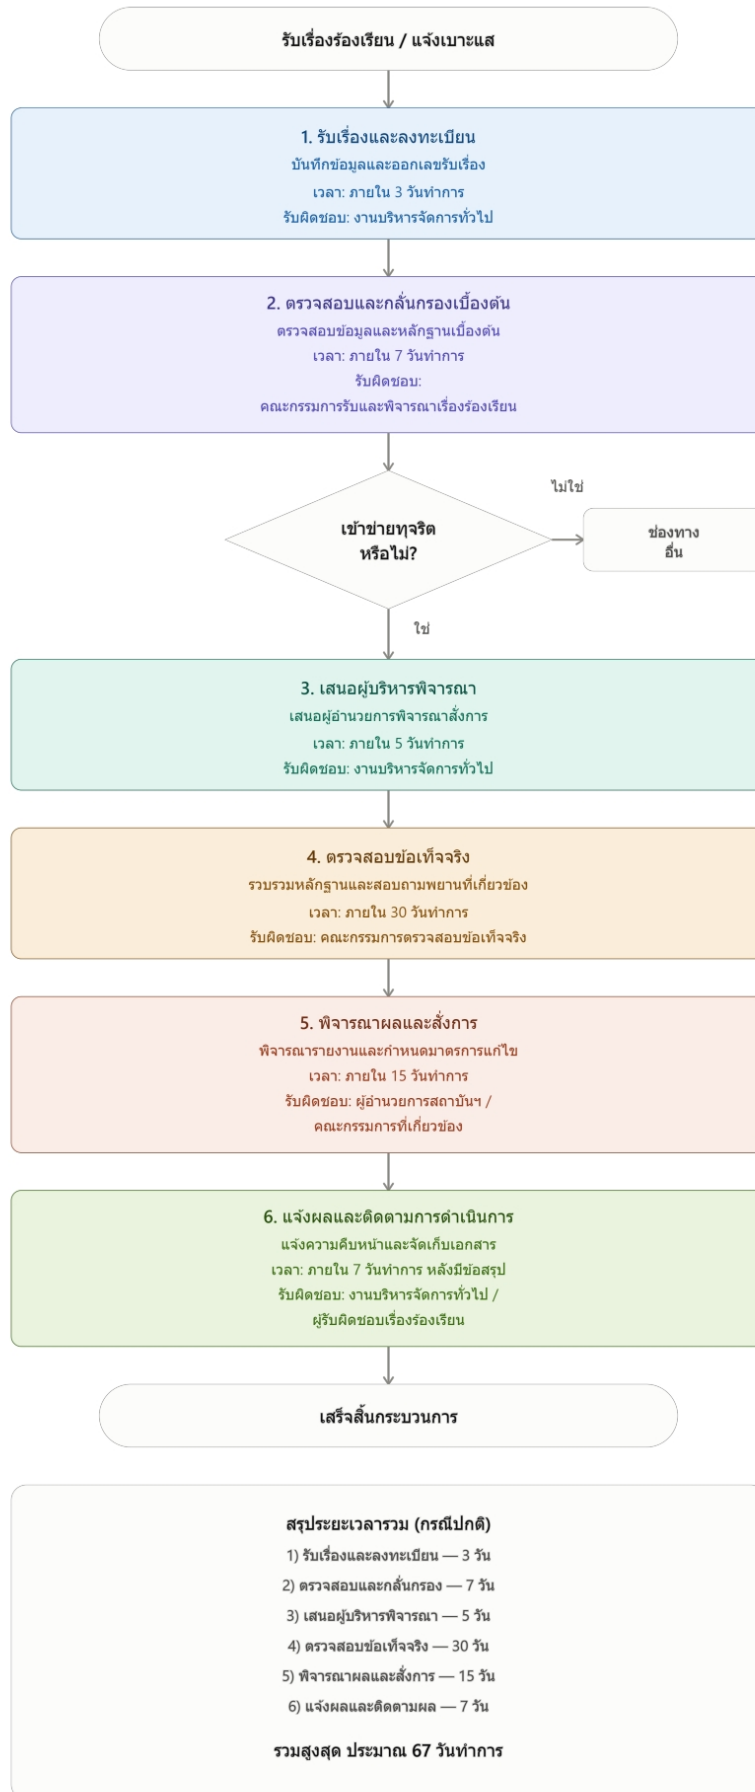 รับเรื่องร้องเรียน / แจ้งเบาะแส
1. รับเรื่องและลงทะเบียน
บันทึกข้อมูลและออกเลขรับเรื่อง
เวลา: ภายใน 3 วันทำการ
รับผิดชอบ: งานบริหารจัดการทั่วไป
2. ตรวจสอบและกลั่นกรองเบื้องต้น
ตรวจสอบข้อมูลและหลักฐานเบื้องต้น
เวลา: ภายใน 7 วันทำการ
รับผิดชอบ:
คณะกรรมการรับและพิจารณาเรื่องร้องเรียน
ไม่ใช่
เข้าข่ายทุจริต
หรือไม่?
ช่องทาง
อื่น
ใช่
3. เสนอผู้บริหารพิจารณา
เสนอผู้อำนวยการพิจารณาสั่งการ
เวลา: ภายใน 5 วันทำการ
รับผิดชอบ: งานบริหารจัดการทั่วไป
4. ตรวจสอบข้อเท็จจริง
รวบรวมหลักฐานและสอบถามพยานที่เกี่ยวข้อง
เวลา: ภายใน 30 วันทำการ
รับผิดชอบ: คณะกรรมการตรวจสอบข้อเท็จจริง
5. พิจารณาผลและสั่งการ
พิจารณารายงานและกำหนดมาตรการแก้ไข
เวลา: ภายใน 15 วันทำการ
รับผิดชอบ: ผู้อำนวยการสถาบันฯ /
คณะกรรมการที่เกี่ยวข้อง
6. แจ้งผลและติดตามการดำเนินการ
แจ้งความคืบหน้าและจัดเก็บเอกสาร
เวลา: ภายใน 7 วันทำการ หลังมีข้อสรุป
รับผิดชอบ: งานบริหารจัดการทั่วไป /
ผู้รับผิดชอบเรื่องร้องเรียน
เสร็จสิ้นกระบวนการ
สรุประยะเวลารวม (กรณีปกติ)
1) รับเรื่องและลงทะเบียน — 3 วัน
2) ตรวจสอบและกลั่นกรอง — 7 วัน
3) เสนอผู้บริหารพิจารณา — 5 วัน
4) ตรวจสอบข้อเท็จจริง — 30 วัน
5) พิจารณาผลและสั่งการ — 15 วัน
6) แจ้งผลและติดตามผล — 7 วัน
รวมสูงสุด ประมาณ 67 วันทำการ